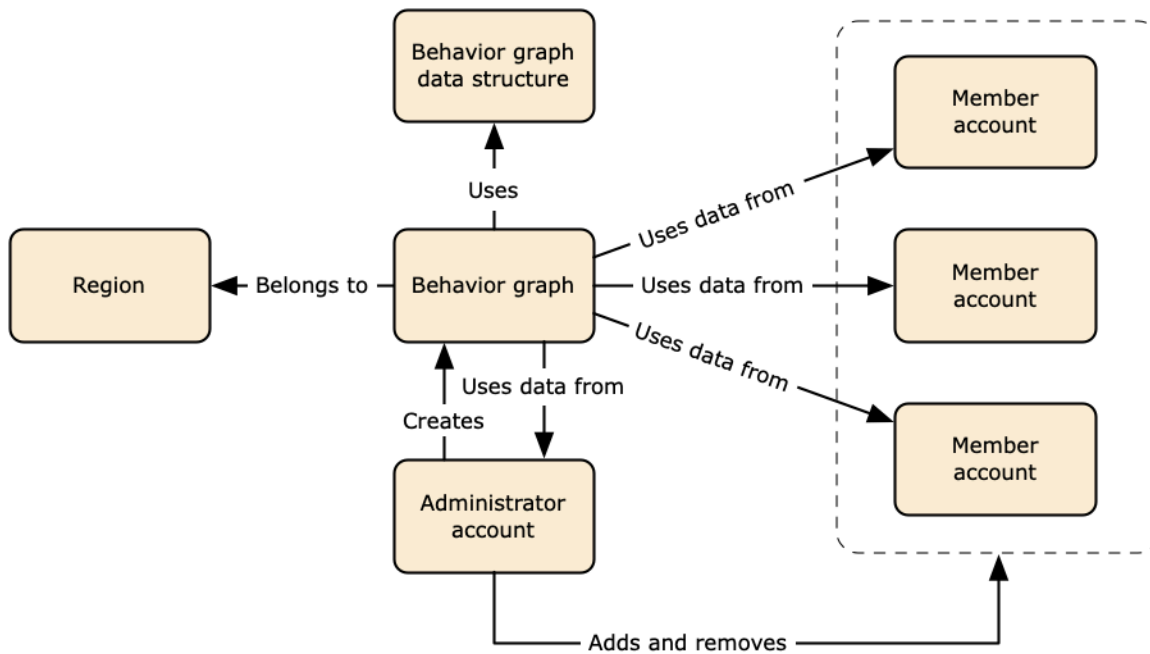 Behavior graph
data structure
Member
account
Uses
Uses data from
Region
Belongs to
Behavior graph
Uses data from
Member
account
Uses data from
Uses data from
Creates
Member
account
Administrator
account
Adds and removes